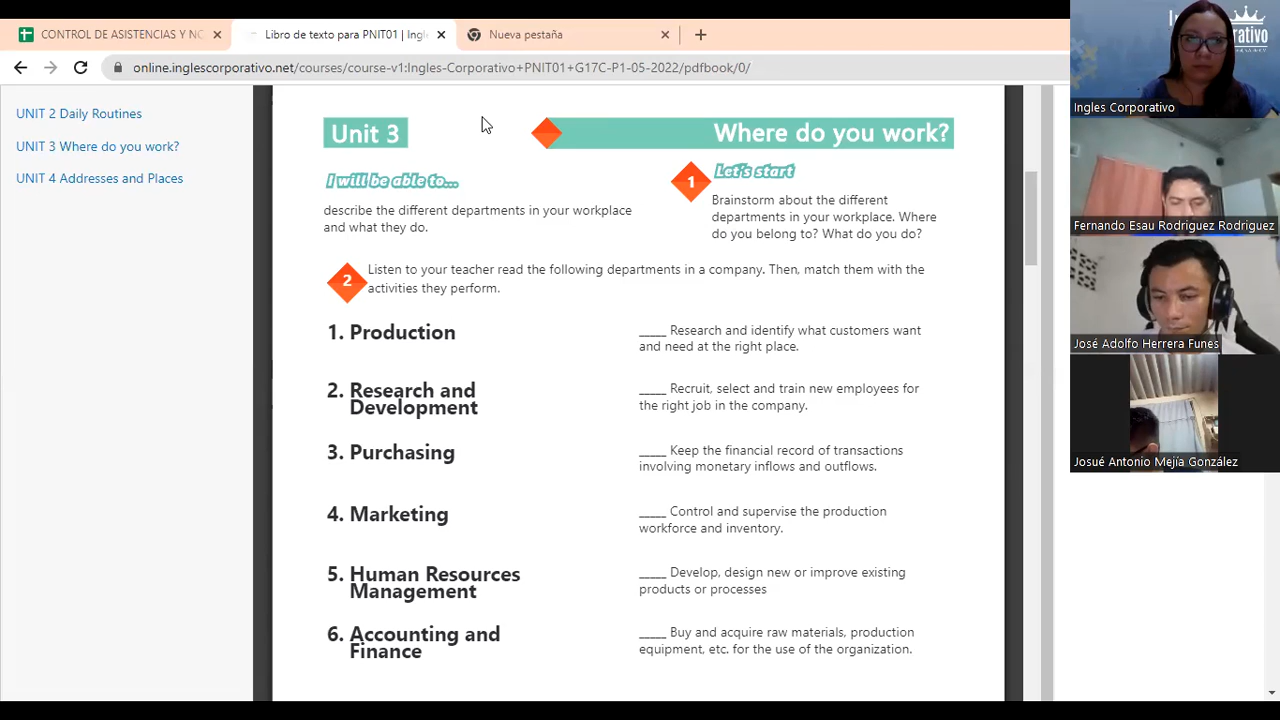 CONTROL DE ASISTENCIAS Y NO
Libro de texto para PNIT01 | Ingl
Nueva pestaña
online.inglescorporativo.net/courses/course-v1:Ingles-Corporativo+PNIT01+G17C-P1-05-2022/pdfbook/0/
UNIT 2 Daily Routines
UNIT 3 Where do you work?
UNIT 4 Addresses and Places
Unit 3
Where do you work?
I will be able to...
describe the different departments in your workplace
and what they do.
1
Let's start
Brainstorm about the different
departments in your workplace. Where
do you belong to? What do you do?
2
Listen to your teacher read the following departments in a company. Then, match them with the
activities they perform.
1. Production
_____ Research and identify what customers want
and need at the right place.
2. Research and
Development
_____ Recruit, select and train new employees for
the right job in the company.
3. Purchasing
_____ Keep the financial record of transactions
involving monetary inflows and outflows.
4. Marketing
_____ Control and supervise the production
workforce and inventory.
5. Human Resources
Management
_____ Develop, design new or improve existing
products or processes
6. Accounting and
Finance
_____ Buy and acquire raw materials, production
equipment, etc. for the use of the organization.
Ingles Corporativo
Fernando Esau Rodriguez Rodriguez
José Adolfo Herrera Funes
Josué Antonio Mejía González